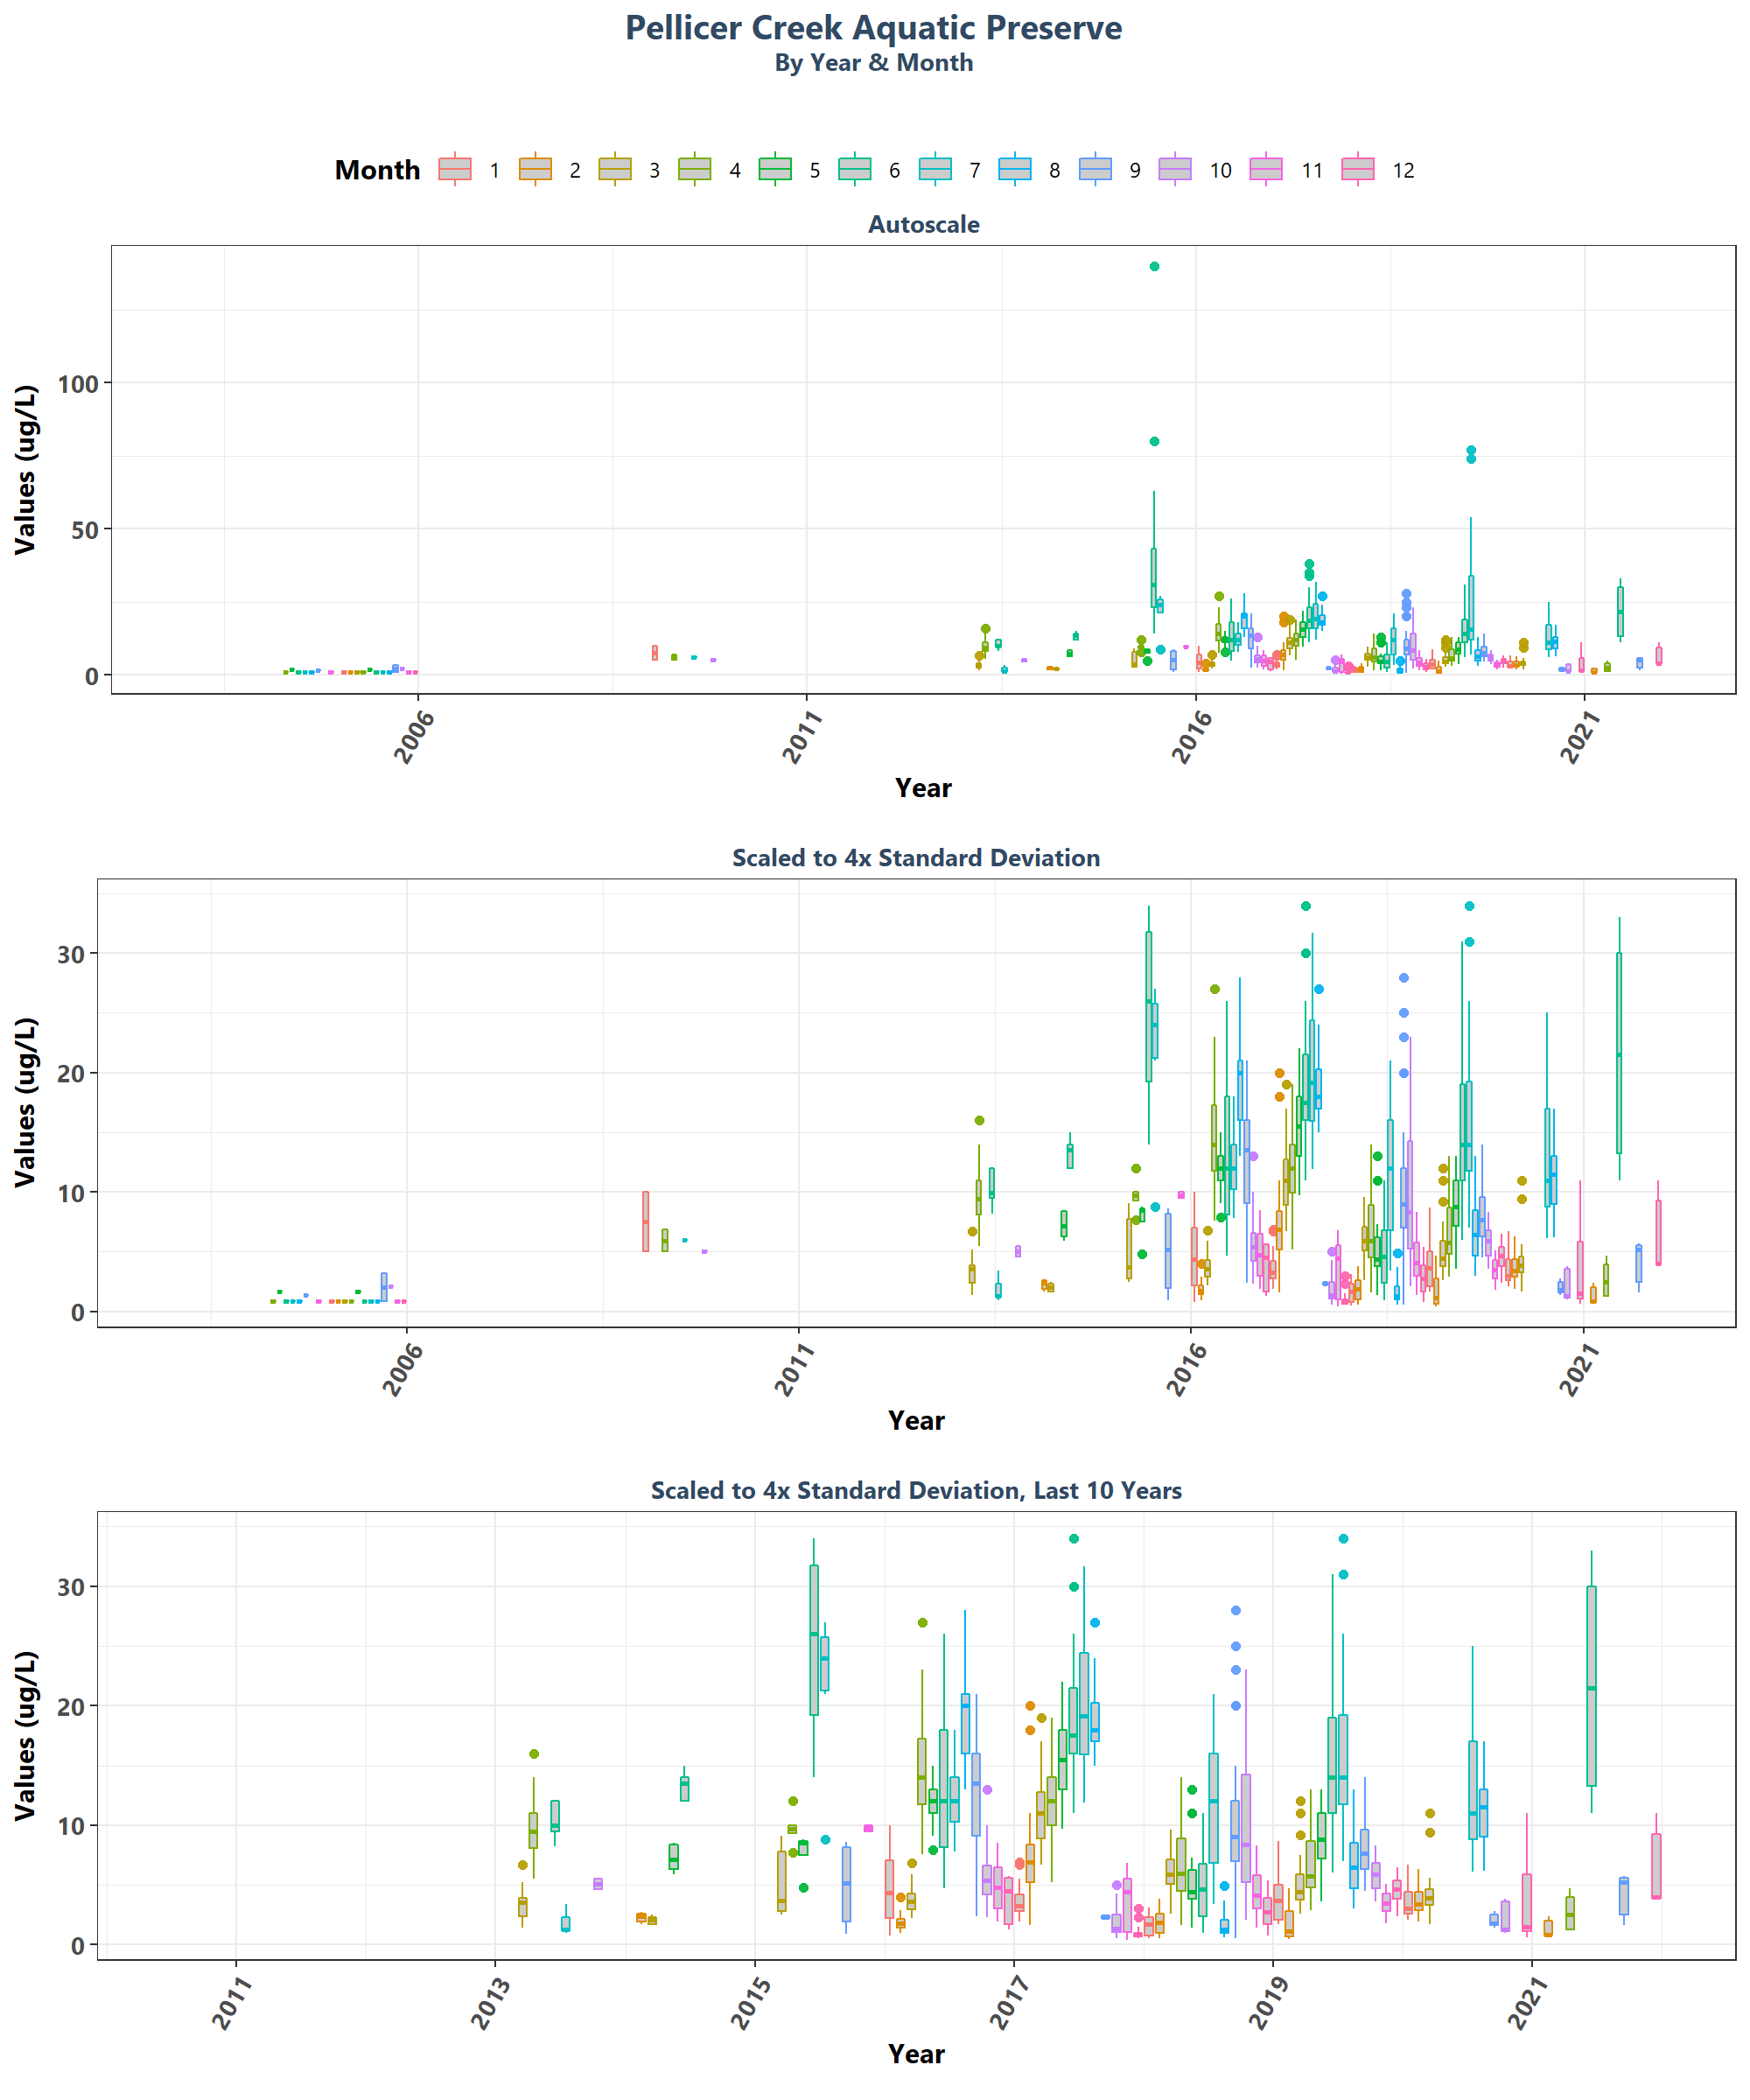 Pellicer Creek Aquatic Preserve
By Year & Month
Month 1 2 3 4 5 6 7 8 9 10 11 12
Autoscale
Values (ug/L)
100
50
0
2006 2011 2016 2021
Year
Scaled to 4x Standard Deviation
Values (ug/L)
30
20
10
0
2006 2011 2016 2021
Year
Scaled to 4x Standard Deviation, Last 10 Years
Values (ug/L)
30
20
10
0
2011 2013 2015 2017 2019 2021
Year